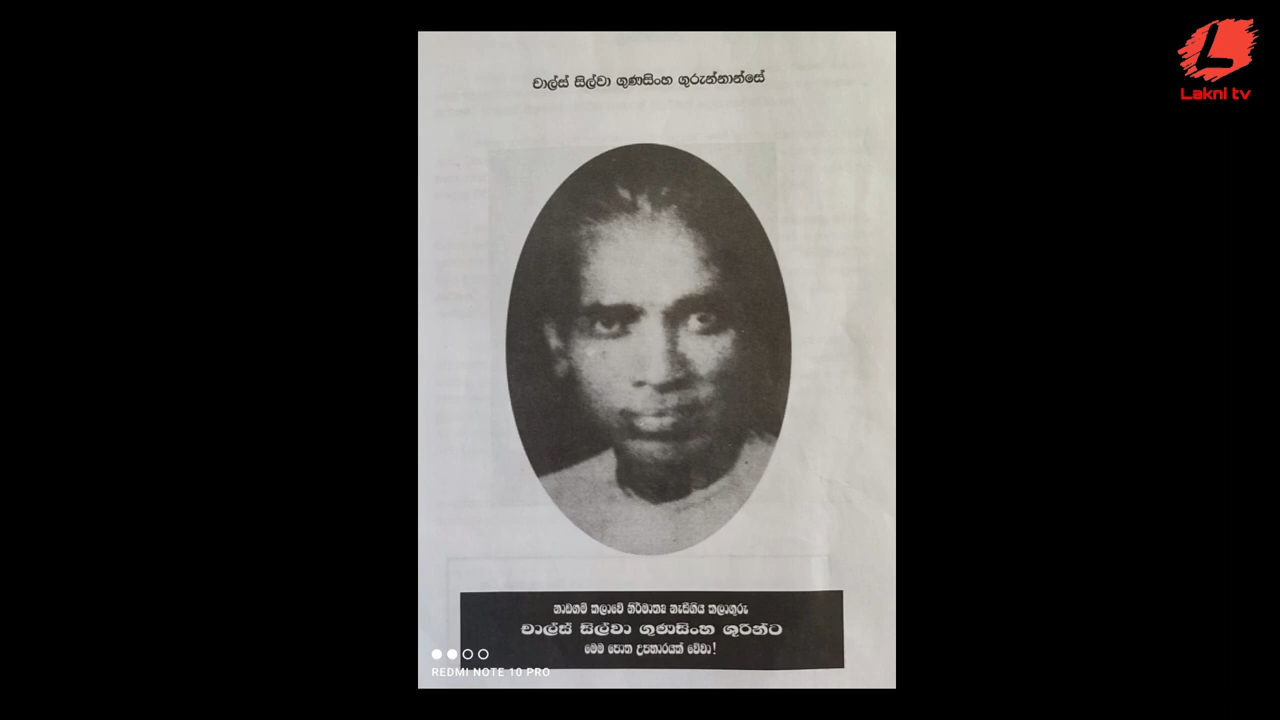 Lakni tv
චාල්ස් සිල්වා ගුණසිංහ ගුරුන්නාන්සේ
නාඩගම් කලාවේ නිර්මාතෘ නැසීගිය කලාගුරු
චාල්ස් සිල්වා ගුණසිංහ ශූරින්ට
මෙම පොත උපහාරයක් වේවා!
REDMI NOTE 10 PRO